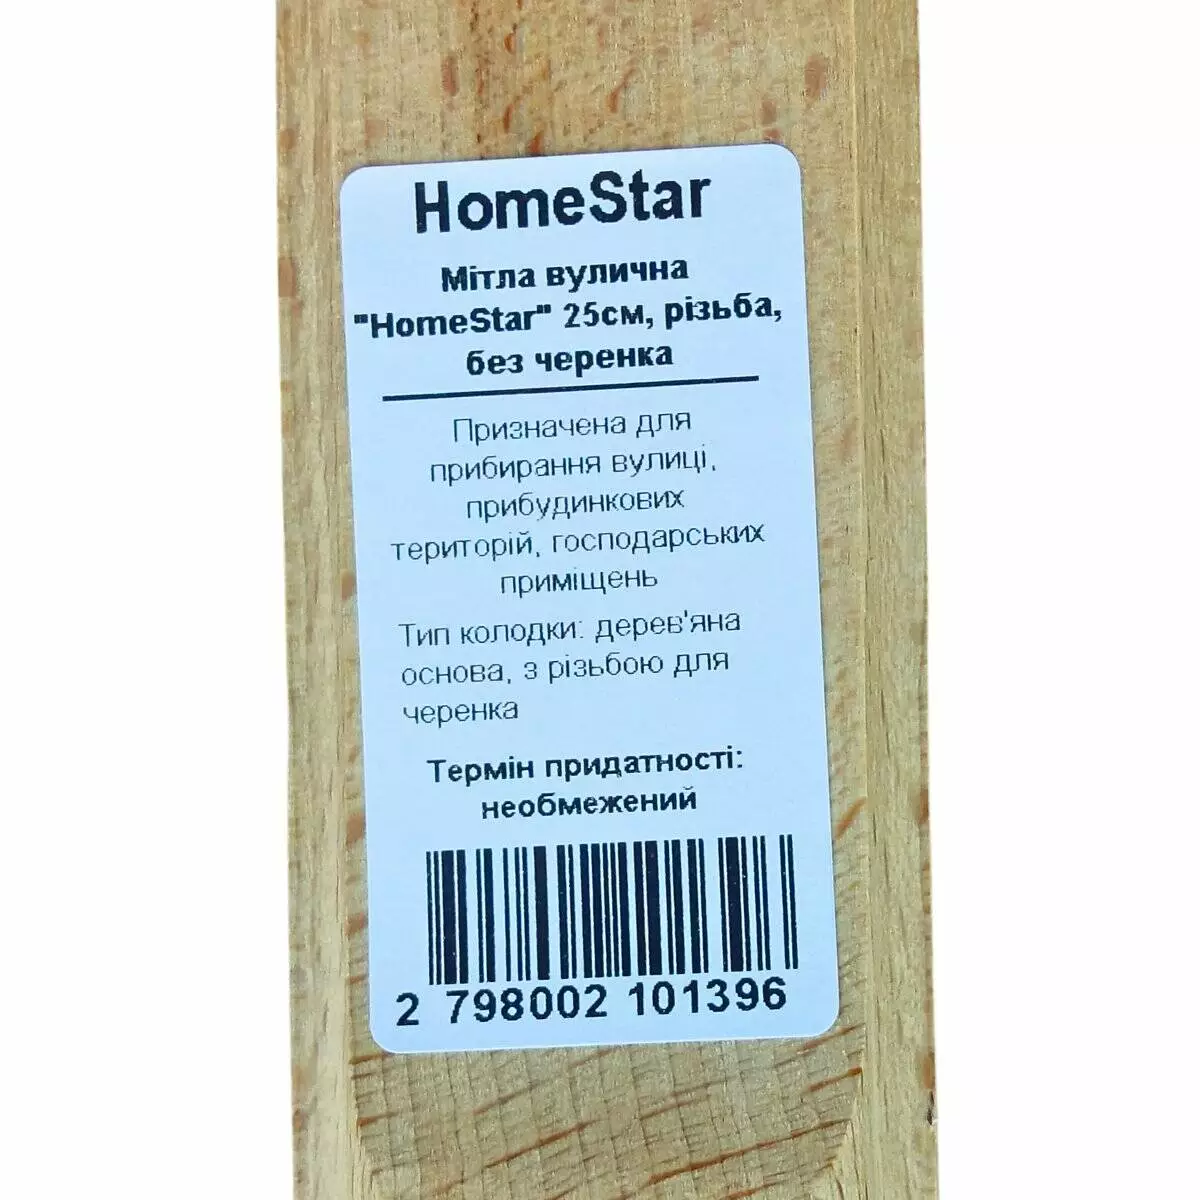 HomeStar
Мітла вулична
"HomeStar" 25см, різьба,
без черенка
Призначена для
прибирання вулиці,
прибудинкових
територій, господарських
приміщень
Тип колодки: дерев'яна
основа, з різьбою для
черенка
Термін придатності:
необмежений
2 798002 101396